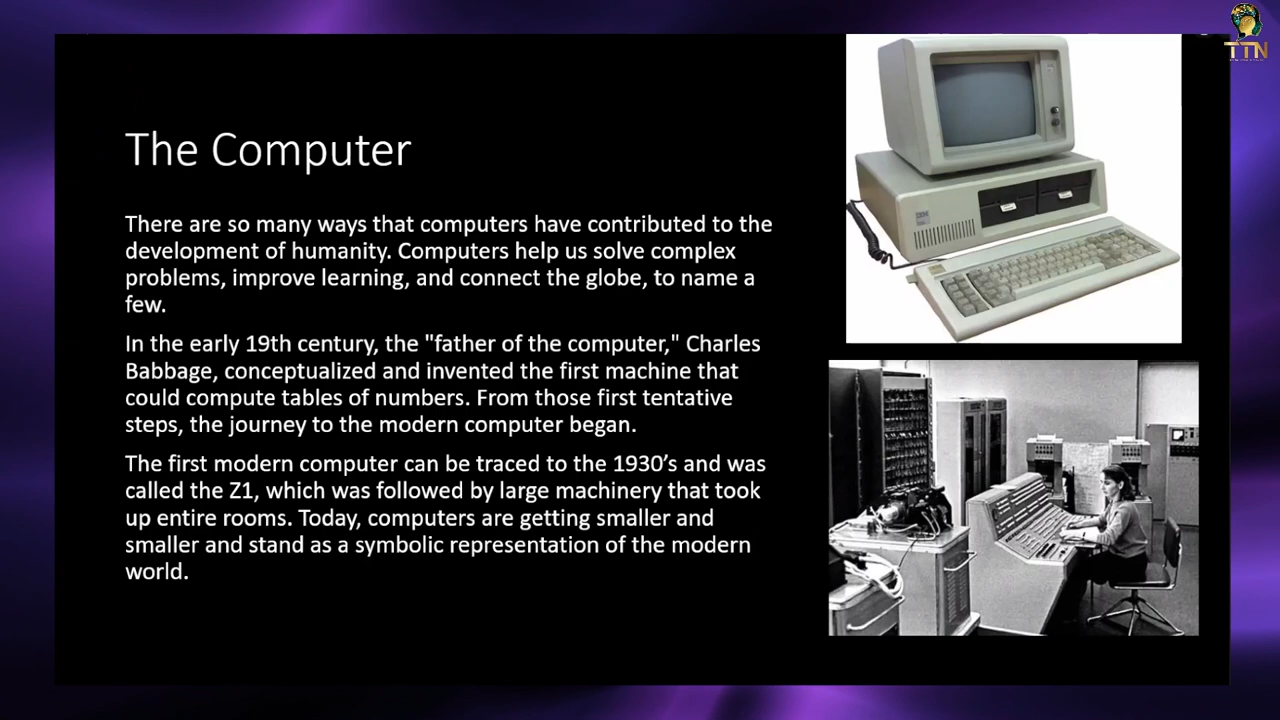 TTN
The Computer
There are so many ways that computers have contributed to the
development of humanity. Computers help us solve complex
problems, improve learning, and connect the globe, to name a
few.
In the early 19th century, the "father of the computer," Charles
Babbage, conceptualized and invented the first machine that
could compute tables of numbers. From those first tentative
steps, the journey to the modern computer began.
The first modern computer can be traced to the 1930’s and was
called the Z1, which was followed by large machinery that took
up entire rooms. Today, computers are getting smaller and
smaller and stand as a symbolic representation of the modern
world.
IBM